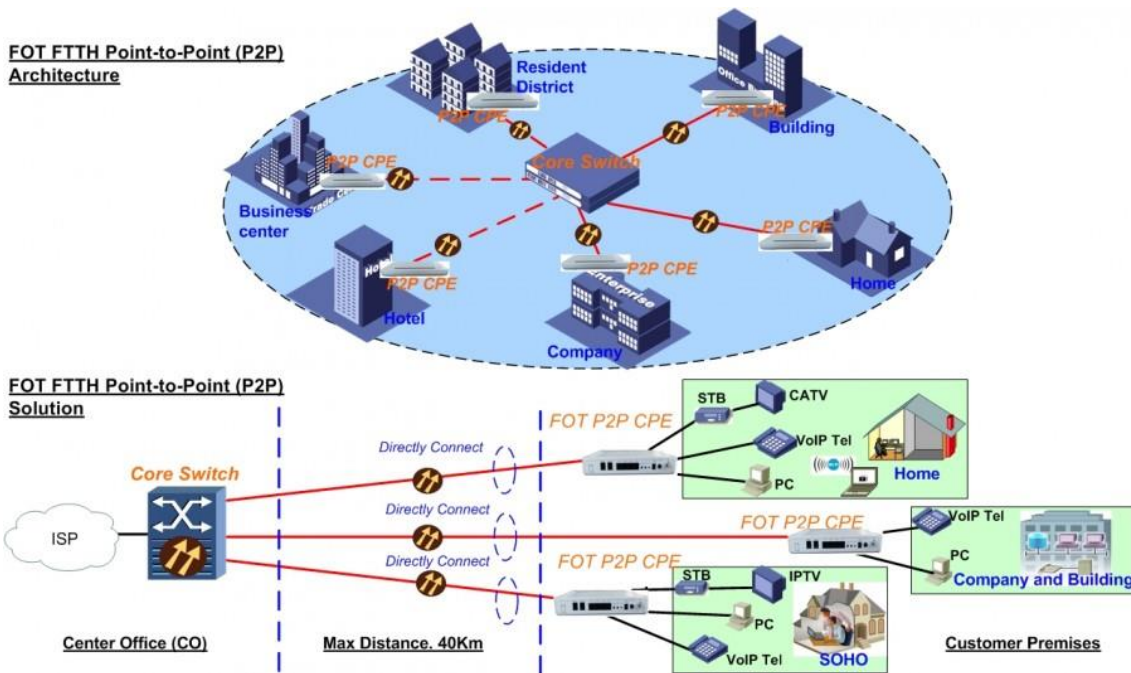 FOT FTTH Point-to-Point (P2P)
Architecture
Resident
District
P2P CPE
Office
P2P CPE
Building
Core Switch
P2P CPE
Business
center
P2P CPE
Home
Hotel
P2P CPE
Hotel
P2P CPE
Enterprise
Company
FOT FTTH Point-to-Point (P2P)
Solution
Core Switch
ISP
Directly Connect
Directly Connect
Directly Connect
FOT P2P CPE
STB
CATV
VoIP Tel
PC
Home
FOT P2P CPE
VoIP Tel
PC
Company and Building
FOT P2P CPE
STB
IPTV
PC
VoIP Tel
SOHO
Center Office (CO)
Max Distance. 40Km
Customer Premises